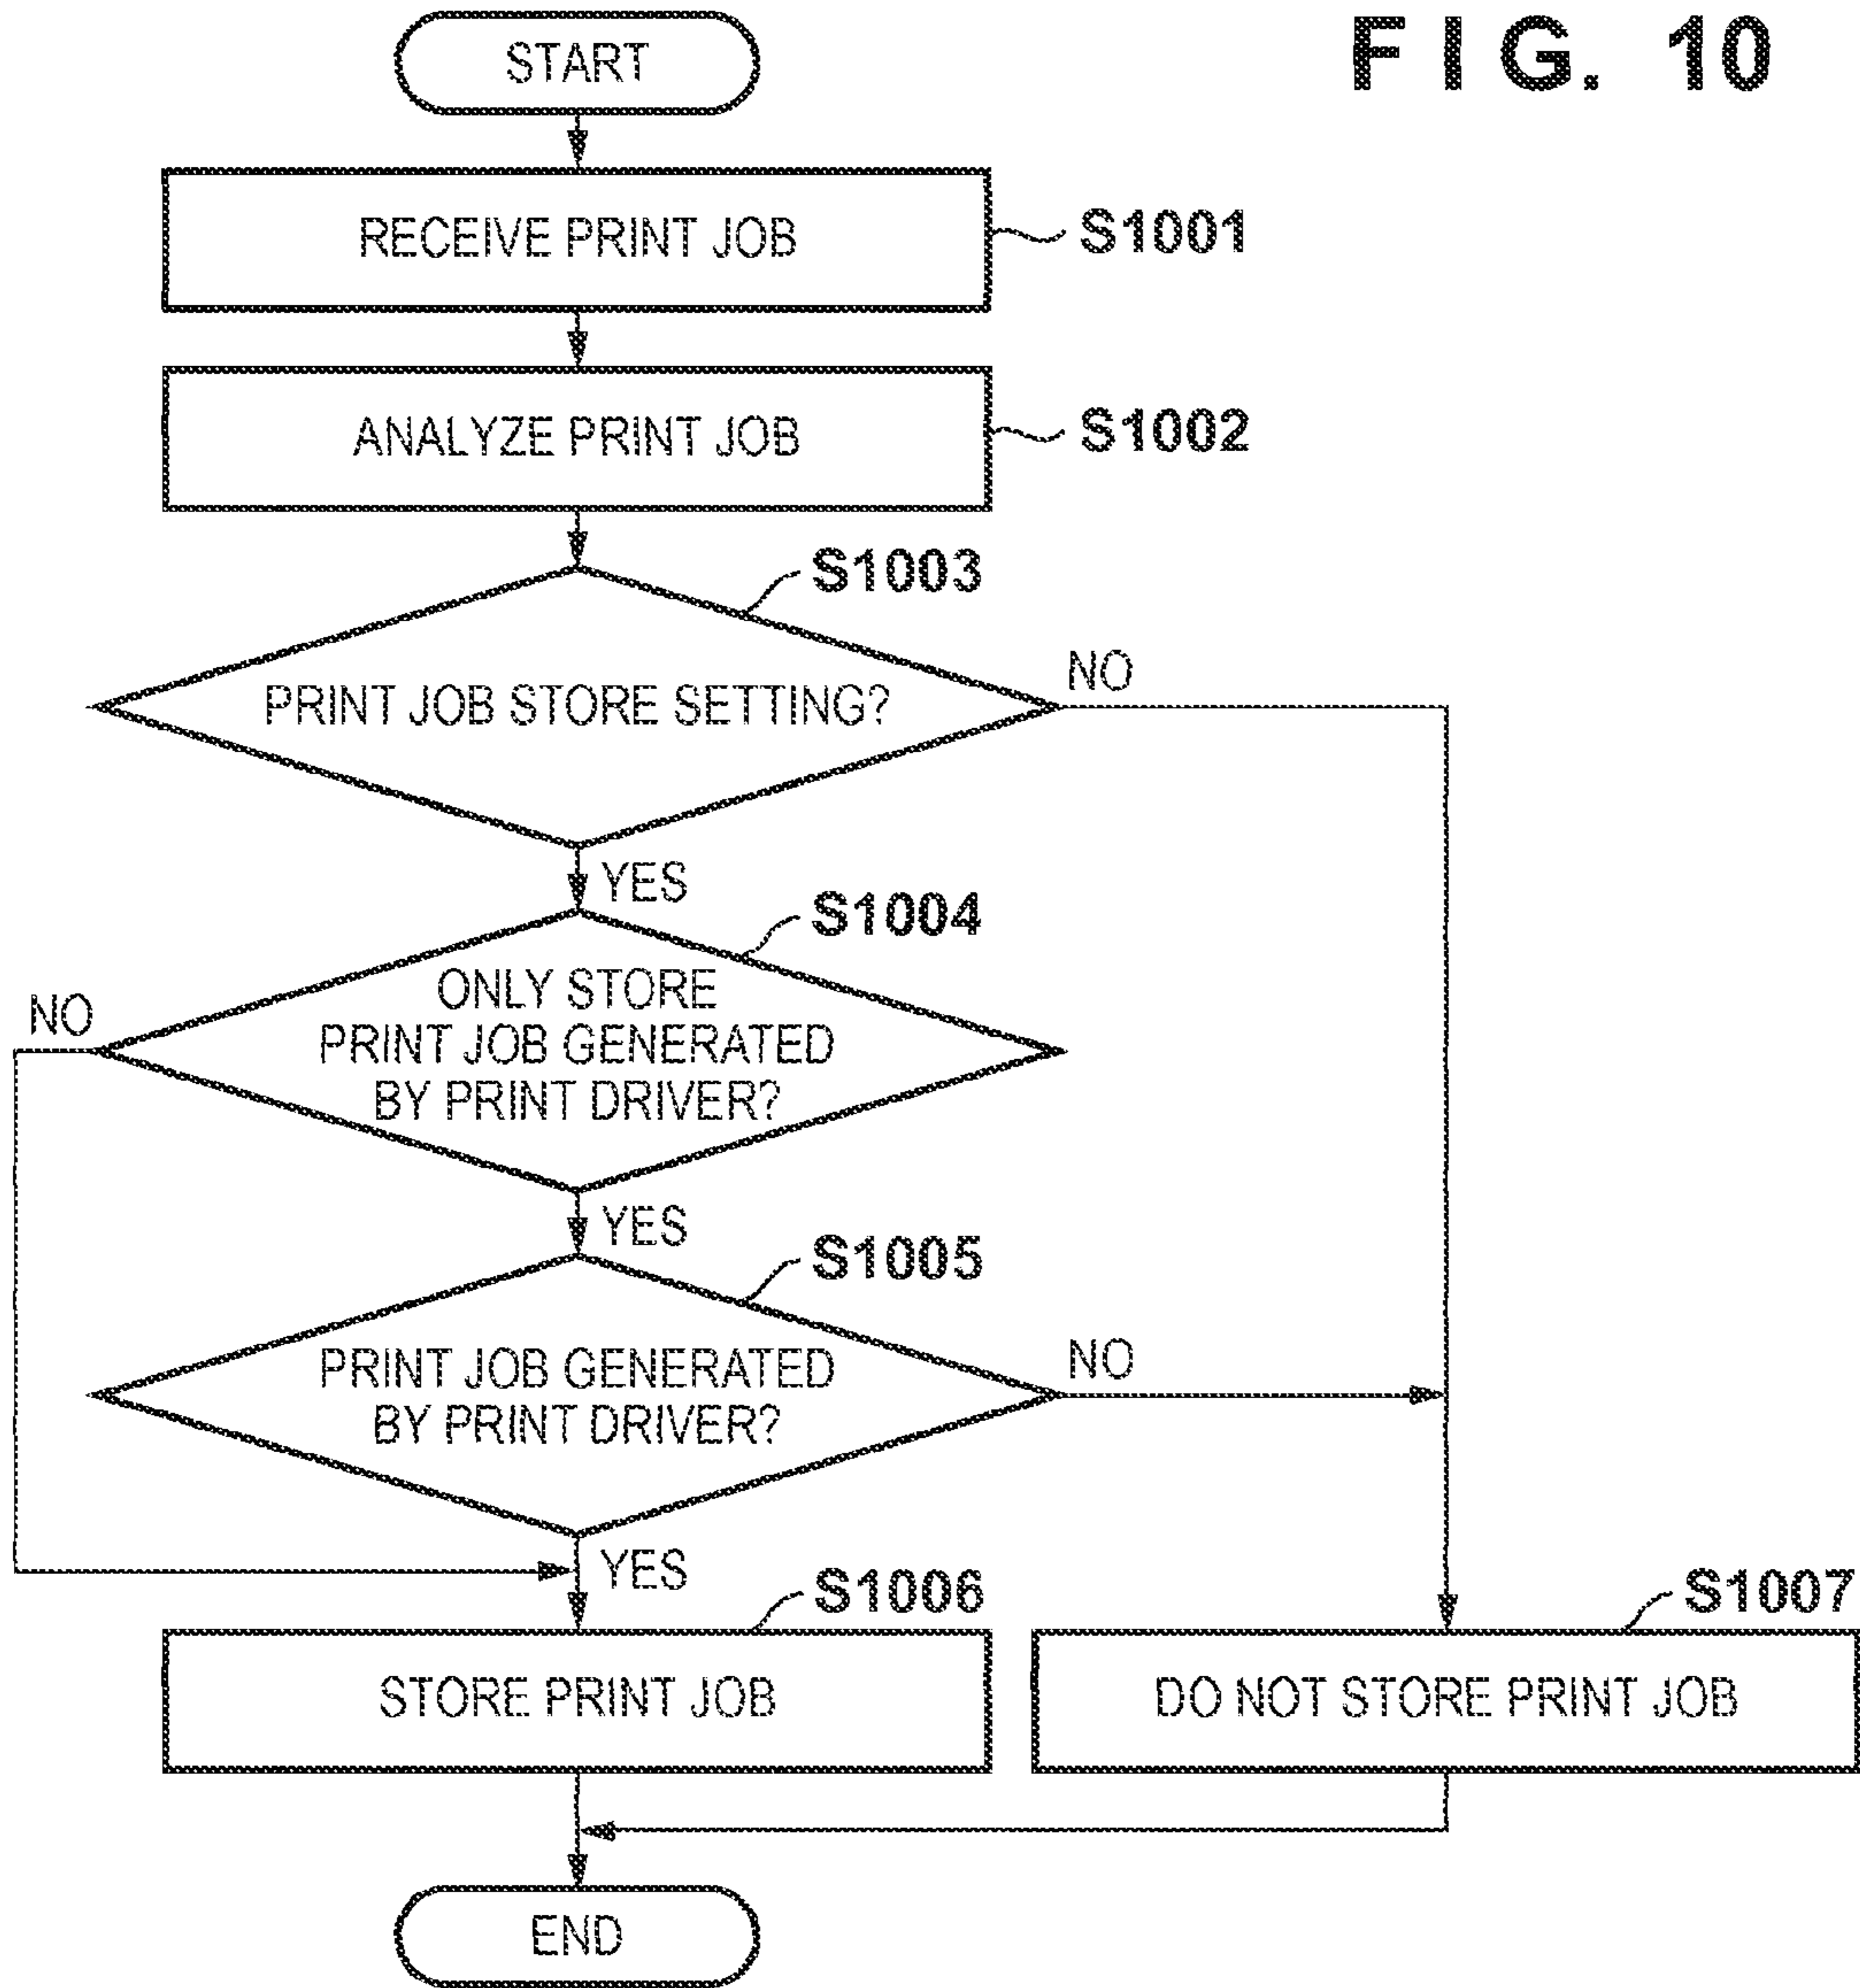 FIG. 10
START
RECEIVE PRINT JOB
S1001
ANALYZE PRINT JOB
S1002
S1003
PRINT JOB STORE SETTING?
NO
YES
S1004
ONLY STORE
PRINT JOB GENERATED
BY PRINT DRIVER?
NO
YES
S1005
PRINT JOB GENERATED
BY PRINT DRIVER?
NO
YES
S1006
STORE PRINT JOB
S1007
DO NOT STORE PRINT JOB
END